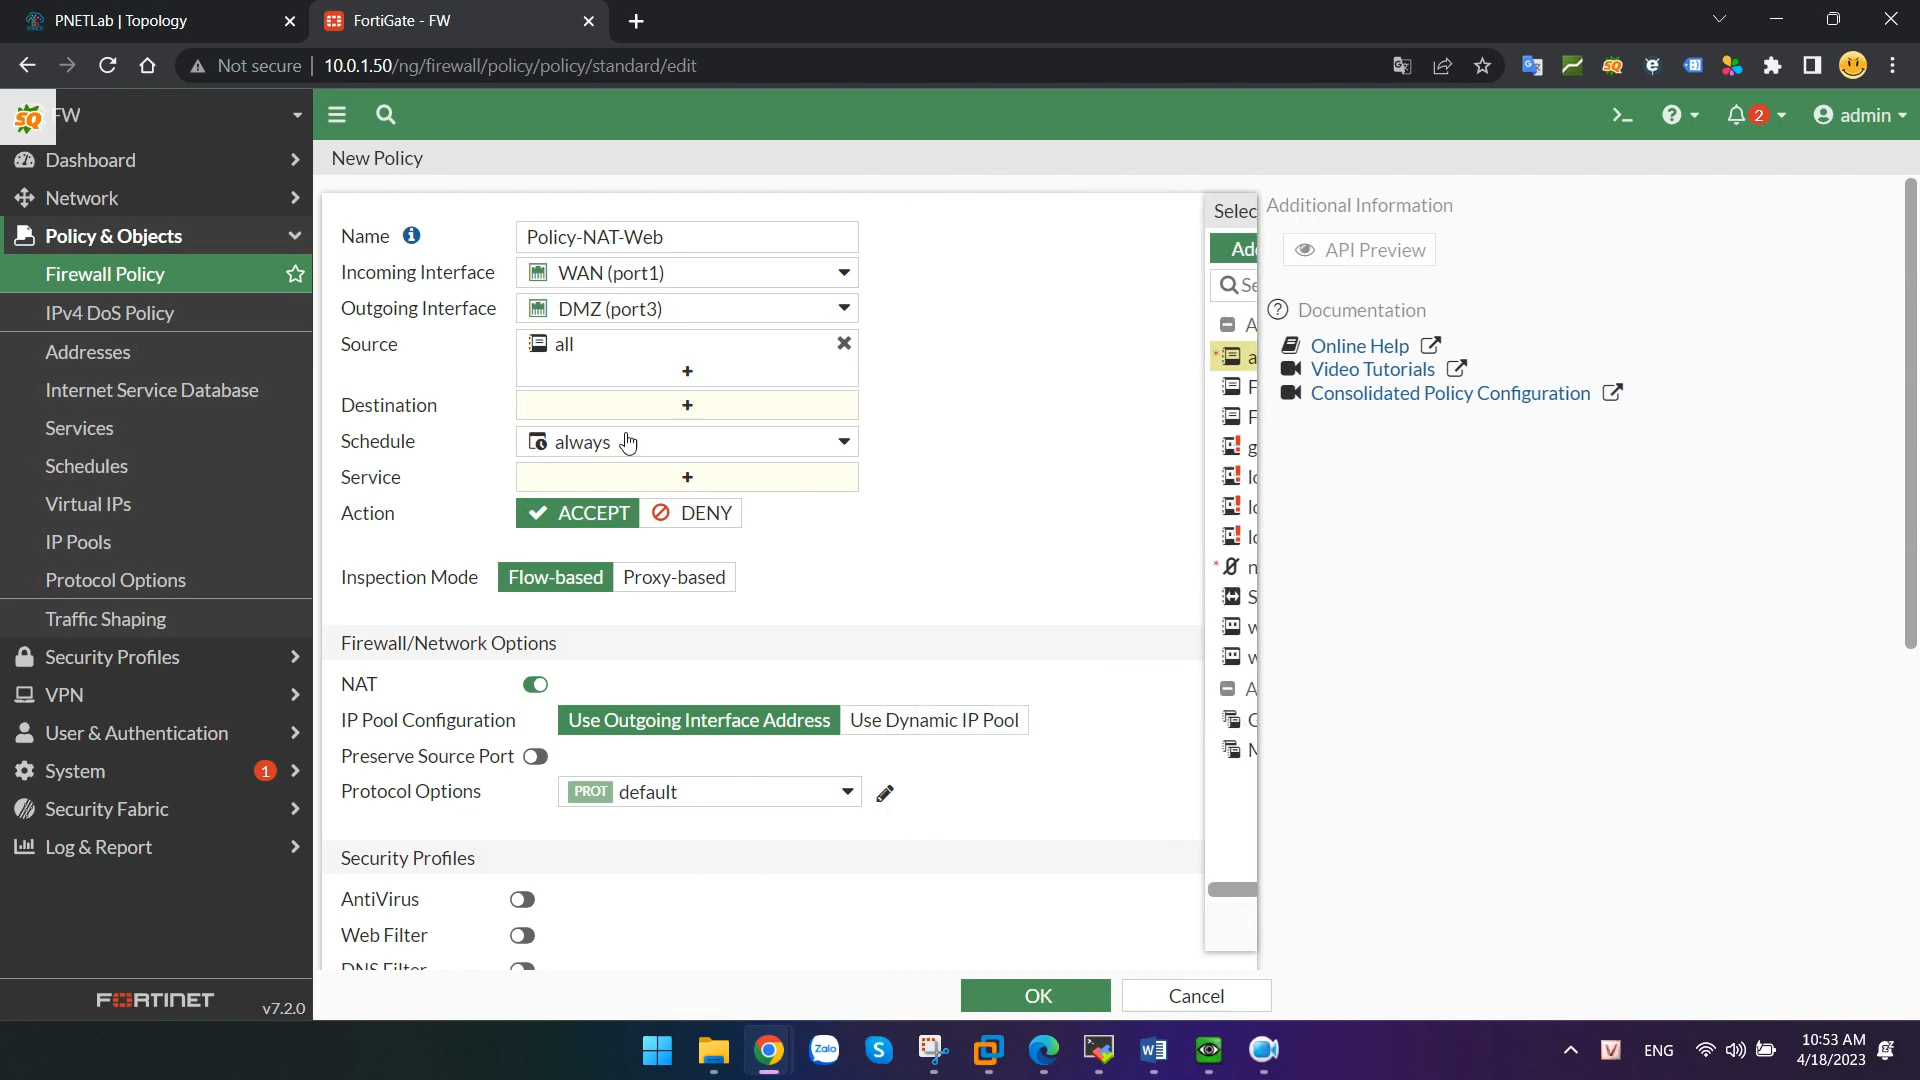 PNETLab | Topology
FortiGate - FW
Not secure
10.0.1.50/ng/firewall/policy/policy/standard/edit
SQ
FW
2
admin
Dashboard
Network
Policy & Objects
Firewall Policy
IPv4 DoS Policy
Addresses
Internet Service Database
Services
Schedules
Virtual IPs
IP Pools
Protocol Options
Traffic Shaping
Security Profiles
VPN
User & Authentication
System
1
Security Fabric
Log & Report
FORTINET
v7.2.0
New Policy
Name
Policy-NAT-Web
Incoming Interface
WAN (port1)
Outgoing Interface
DMZ (port3)
Source
all
Destination
Schedule
always
Service
Action
ACCEPT
DENY
Inspection Mode
Flow-based
Proxy-based
Firewall/Network Options
NAT
IP Pool Configuration
Use Outgoing Interface Address
Use Dynamic IP Pool
Preserve Source Port
Protocol Options
PROT
default
Security Profiles
AntiVirus
Web Filter
DNS Filter
OK
Cancel
Selec
Ad
Se
Additional Information
API Preview
Documentation
Online Help
Video Tutorials
Consolidated Policy Configuration
Zalo
ENG
10:53 AM
4/18/2023